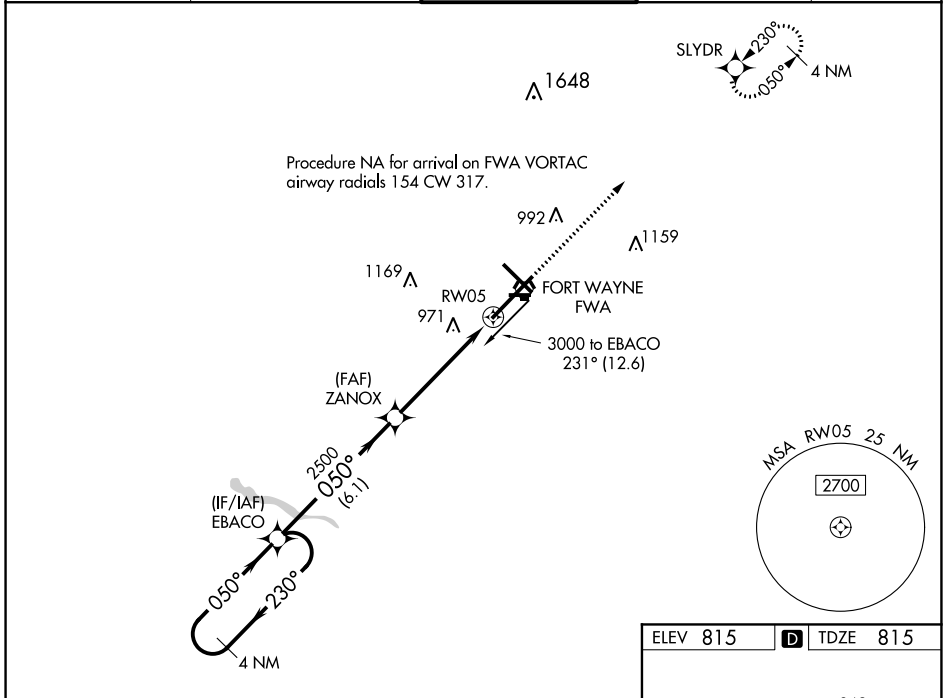 SLYDR
230°
050°
4 NM
1648
Procedure NA for arrival on FWA VORTAC
airway radials 154 CW 317.
992
1159
1169
RW05
FORT WAYNE
FWA
971
3000 to EBACO
231° (12.6)
(FAF)
ZANOX
2500
050°
(6.1)
(IF/IAF)
EBACO
050°
230°
4 NM
MSA RW05 25 NM
2700
ELEV 815 D TDZE 815